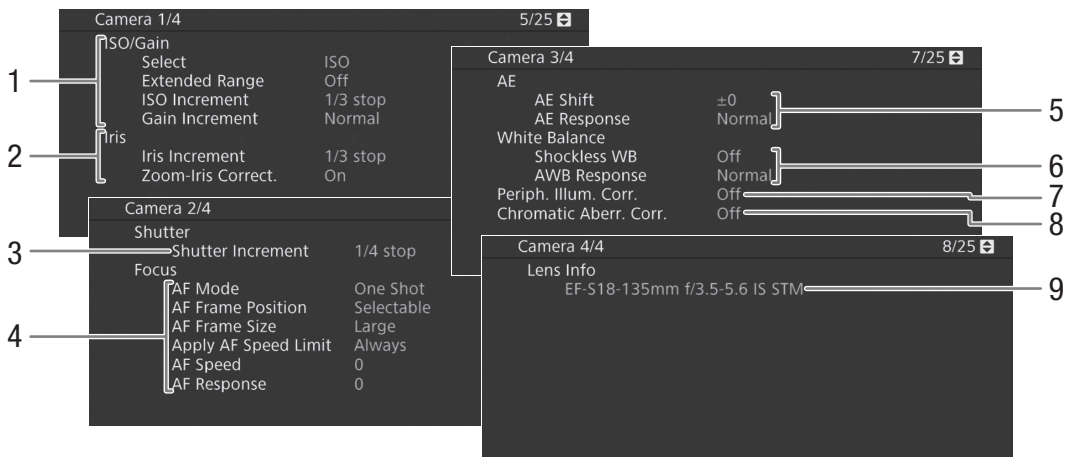 Camera 1/4 5/25
ISO/Gain
Select ISO
Extended Range Off
ISO Increment 1/3 stop
Gain Increment Normal
Iris
Iris Increment 1/3 stop
Zoom-Iris Correct. On
1
2
Camera 2/4
Shutter
Shutter Increment 1/4 stop
Focus
AF Mode One Shot
AF Frame Position Selectable
AF Frame Size Large
Apply AF Speed Limit Always
AF Speed 0
AF Response 0
3
4
Camera 3/4 7/25
AE
AE Shift ±0
AE Response Normal
White Balance
Shockless WB Off
AWB Response Normal
Periph. Illum. Corr. Off
Chromatic Aberr. Corr. Off
5
6
7
8
Camera 4/4 8/25
Lens Info
EF-S18-135mm f/3.5-5.6 IS STM
9